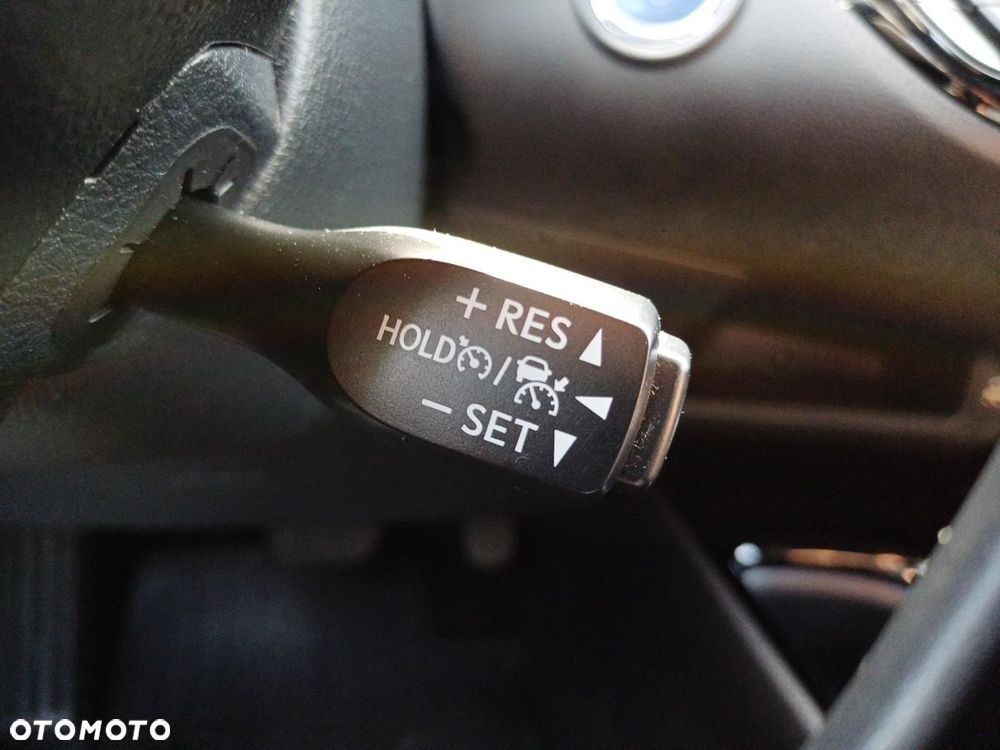 + RES
HOLD /
- SET
OTOMOTO